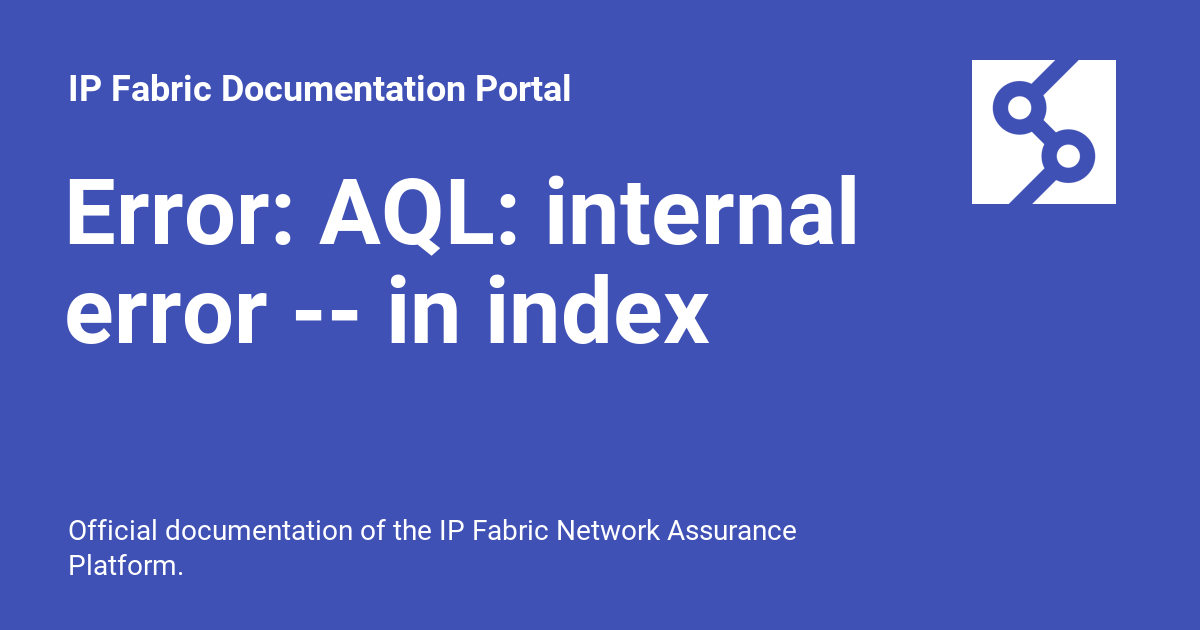 IP Fabric Documentation Portal
Error: AQL: internal
error -- in index
Official documentation of the IP Fabric Network Assurance
Platform.